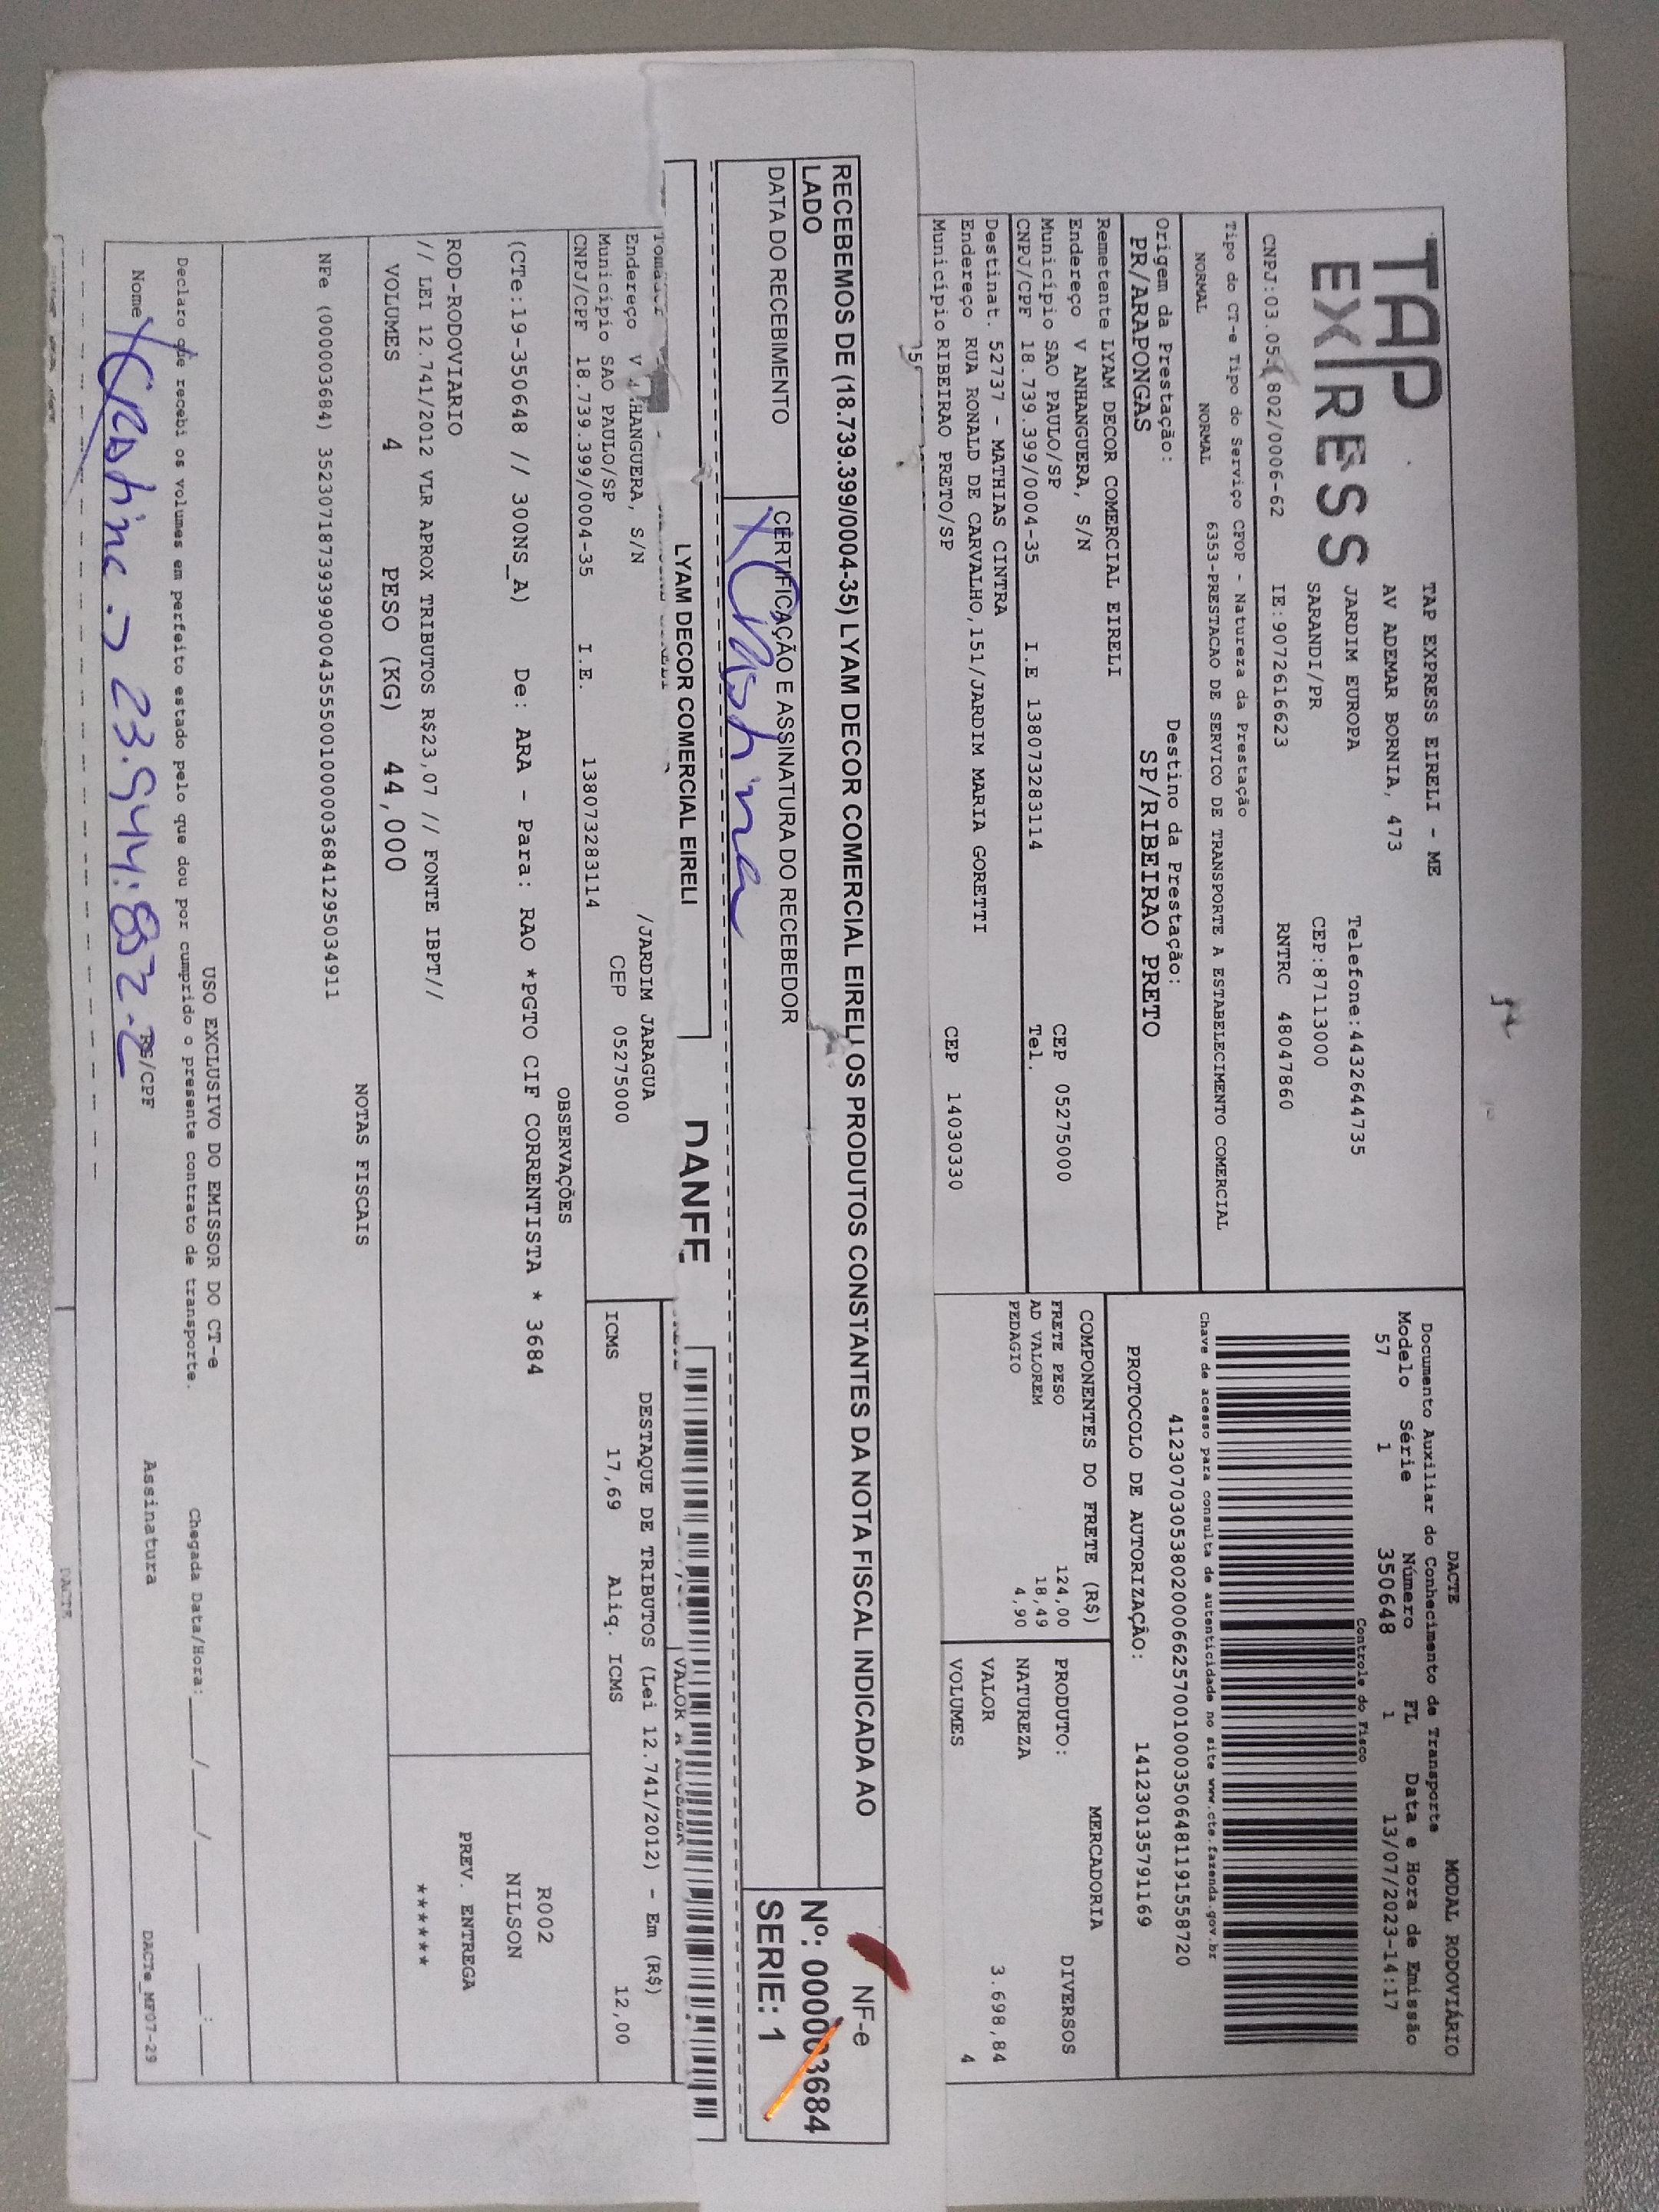 TAP
EXPRESS
TAP EXPRESS EIRELI - ME
AV ADEMAR BORNIA, 473
JARDIM EUROPA
Telefone:4432644735
SARANDI/PR
CEP:87113000
IE:9072616623
RNTRC 48047860
802/0006-62
Tipo do CT-e Tipo do Serviço CFOP - Natureza da Prestação
NORMAL NORMAL 6353-PRESTACAO DE SERVICO DE TRANSPORTE A ESTABELECIMENTO COMERCIAL
Origem da Prestação: Destino da Prestação:
PR/ARAPONGAS SP/RIBEIRAO PRETO
Remetente LYAM DECOR COMERCIAL EIRELI
Endereço V ANHANGUERA, S/N
Município SAO PAULO/SP CEP 05275000
CNPJ/CPF 18.739.399/0004-35 I.E 138073283114 Tel.
Destinat. 52737 - MATHIAS CINTRA
Endereço RUA RONALD DE CARVALHO,151/JARDIM MARIA GORETTI
Município RIBEIRAO PRETO/SP CEP 14030330
DACTE MODAL RODOVIÁRIO
Documento Auxiliar do Conhecimento de Transporte
Modelo Série Número FL Data e Hora de Emissão
57 1 350648 1 13/07/2023-14:17
Controle do Fisco
Chave de acesso para consulta de autenticidade no site www.cte.fazenda.gov.br
41230703053802000662570010003506481191558720
PROTOCOLO DE AUTORIZAÇÃO: 141230135791169
COMPONENTES DO FRETE (R$)
FRETE PESO 124,00
AD VALOREM 18,49
PEDAGIO 4,90
MERCADORIA
PRODUTO: DIVERSOS
NATUREZA
VALOR 3.698,84
VOLUMES 4
RECEBEMOS DE (18.739.399/0004-35) LYAM DECOR COMERCIAL EIRELI OS PRODUTOS CONSTANTES DA NOTA FISCAL INDICADA AO
LADO
DATA DO RECEBIMENTO
CERTIFICAÇÃO E ASSINATURA DO RECEBEDOR
X Cristina
NF-e
Nº: 000003684
SERIE: 1
LYAM DECOR COMERCIAL EIRELI
DANFE
VALOR A RECEBER
/JARDIM JARAGUA
Município SAO PAULO/SP CEP 05275000
CNPJ/CPF 18.739.399/0004-35 I.E. 138073283114
DESTAQUE DE TRIBUTOS (Lei 12.741/2012) - Em (R$)
ICMS 17,69 Aliq. ICMS 12,00
OBSERVAÇÕES
(CTe:19-350648 // 300NS_A) De: ARA - Para: RAO *PGTO CIF CORRENTISTA * 3684
ROD-RODOVIARIO
// LEI 12.741/2012 VLR APROX TRIBUTOS R$23,07 // FONTE IBPT//
R002
NILSON
PREV. ENTREGA
******
VOLUMES 4 PESO (KG) 44,000
NOTAS FISCAIS
NFe (000003684) 35230718739399000435550010000036841295034911
USO EXCLUSIVO DO EMISSOR DO CT-e
Declaro que recebi os volumes em perfeito estado pelo que dou por cumprido o presente contrato de transporte.
Chegada Data/Hora:
Nome X Cristina RG/CPF
Assinatura
DACTe_MF07-29
DACTE